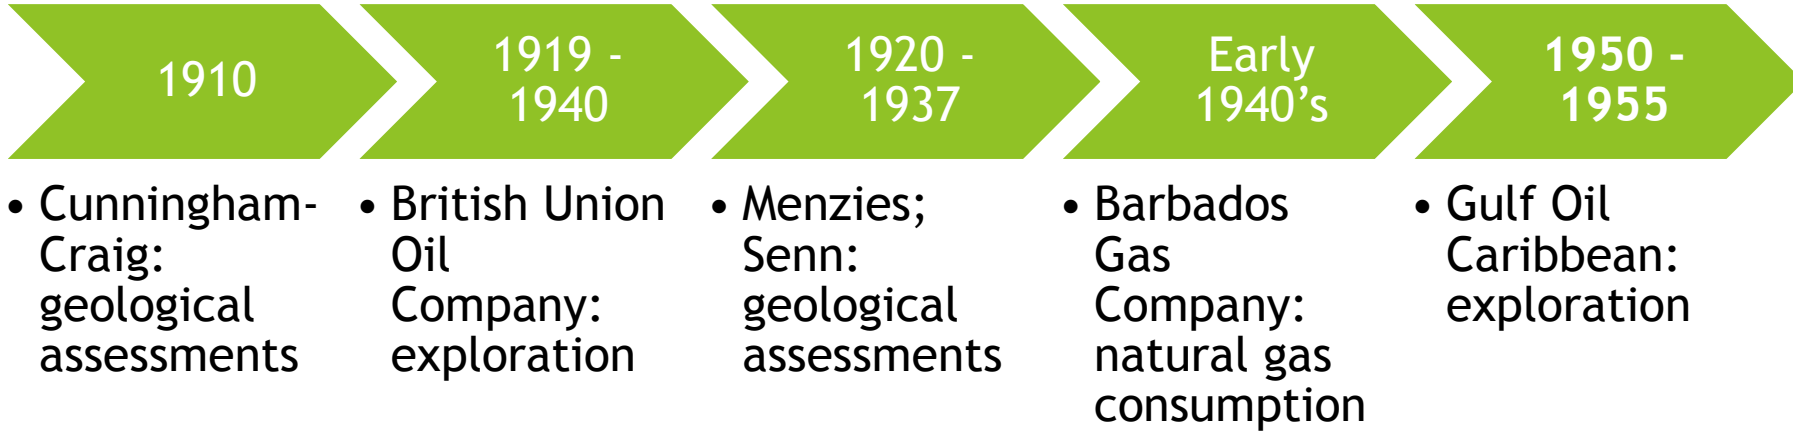 1910
1919 -
1940
1920 -
1937
Early
1940’s
1950 -
1955
• Cunningham-
Craig:
geological
assessments
• British Union
Oil
Company:
exploration
• Menzies;
Senn:
geological
assessments
• Barbados
Gas
Company:
natural gas
consumption
• Gulf Oil
Caribbean:
exploration